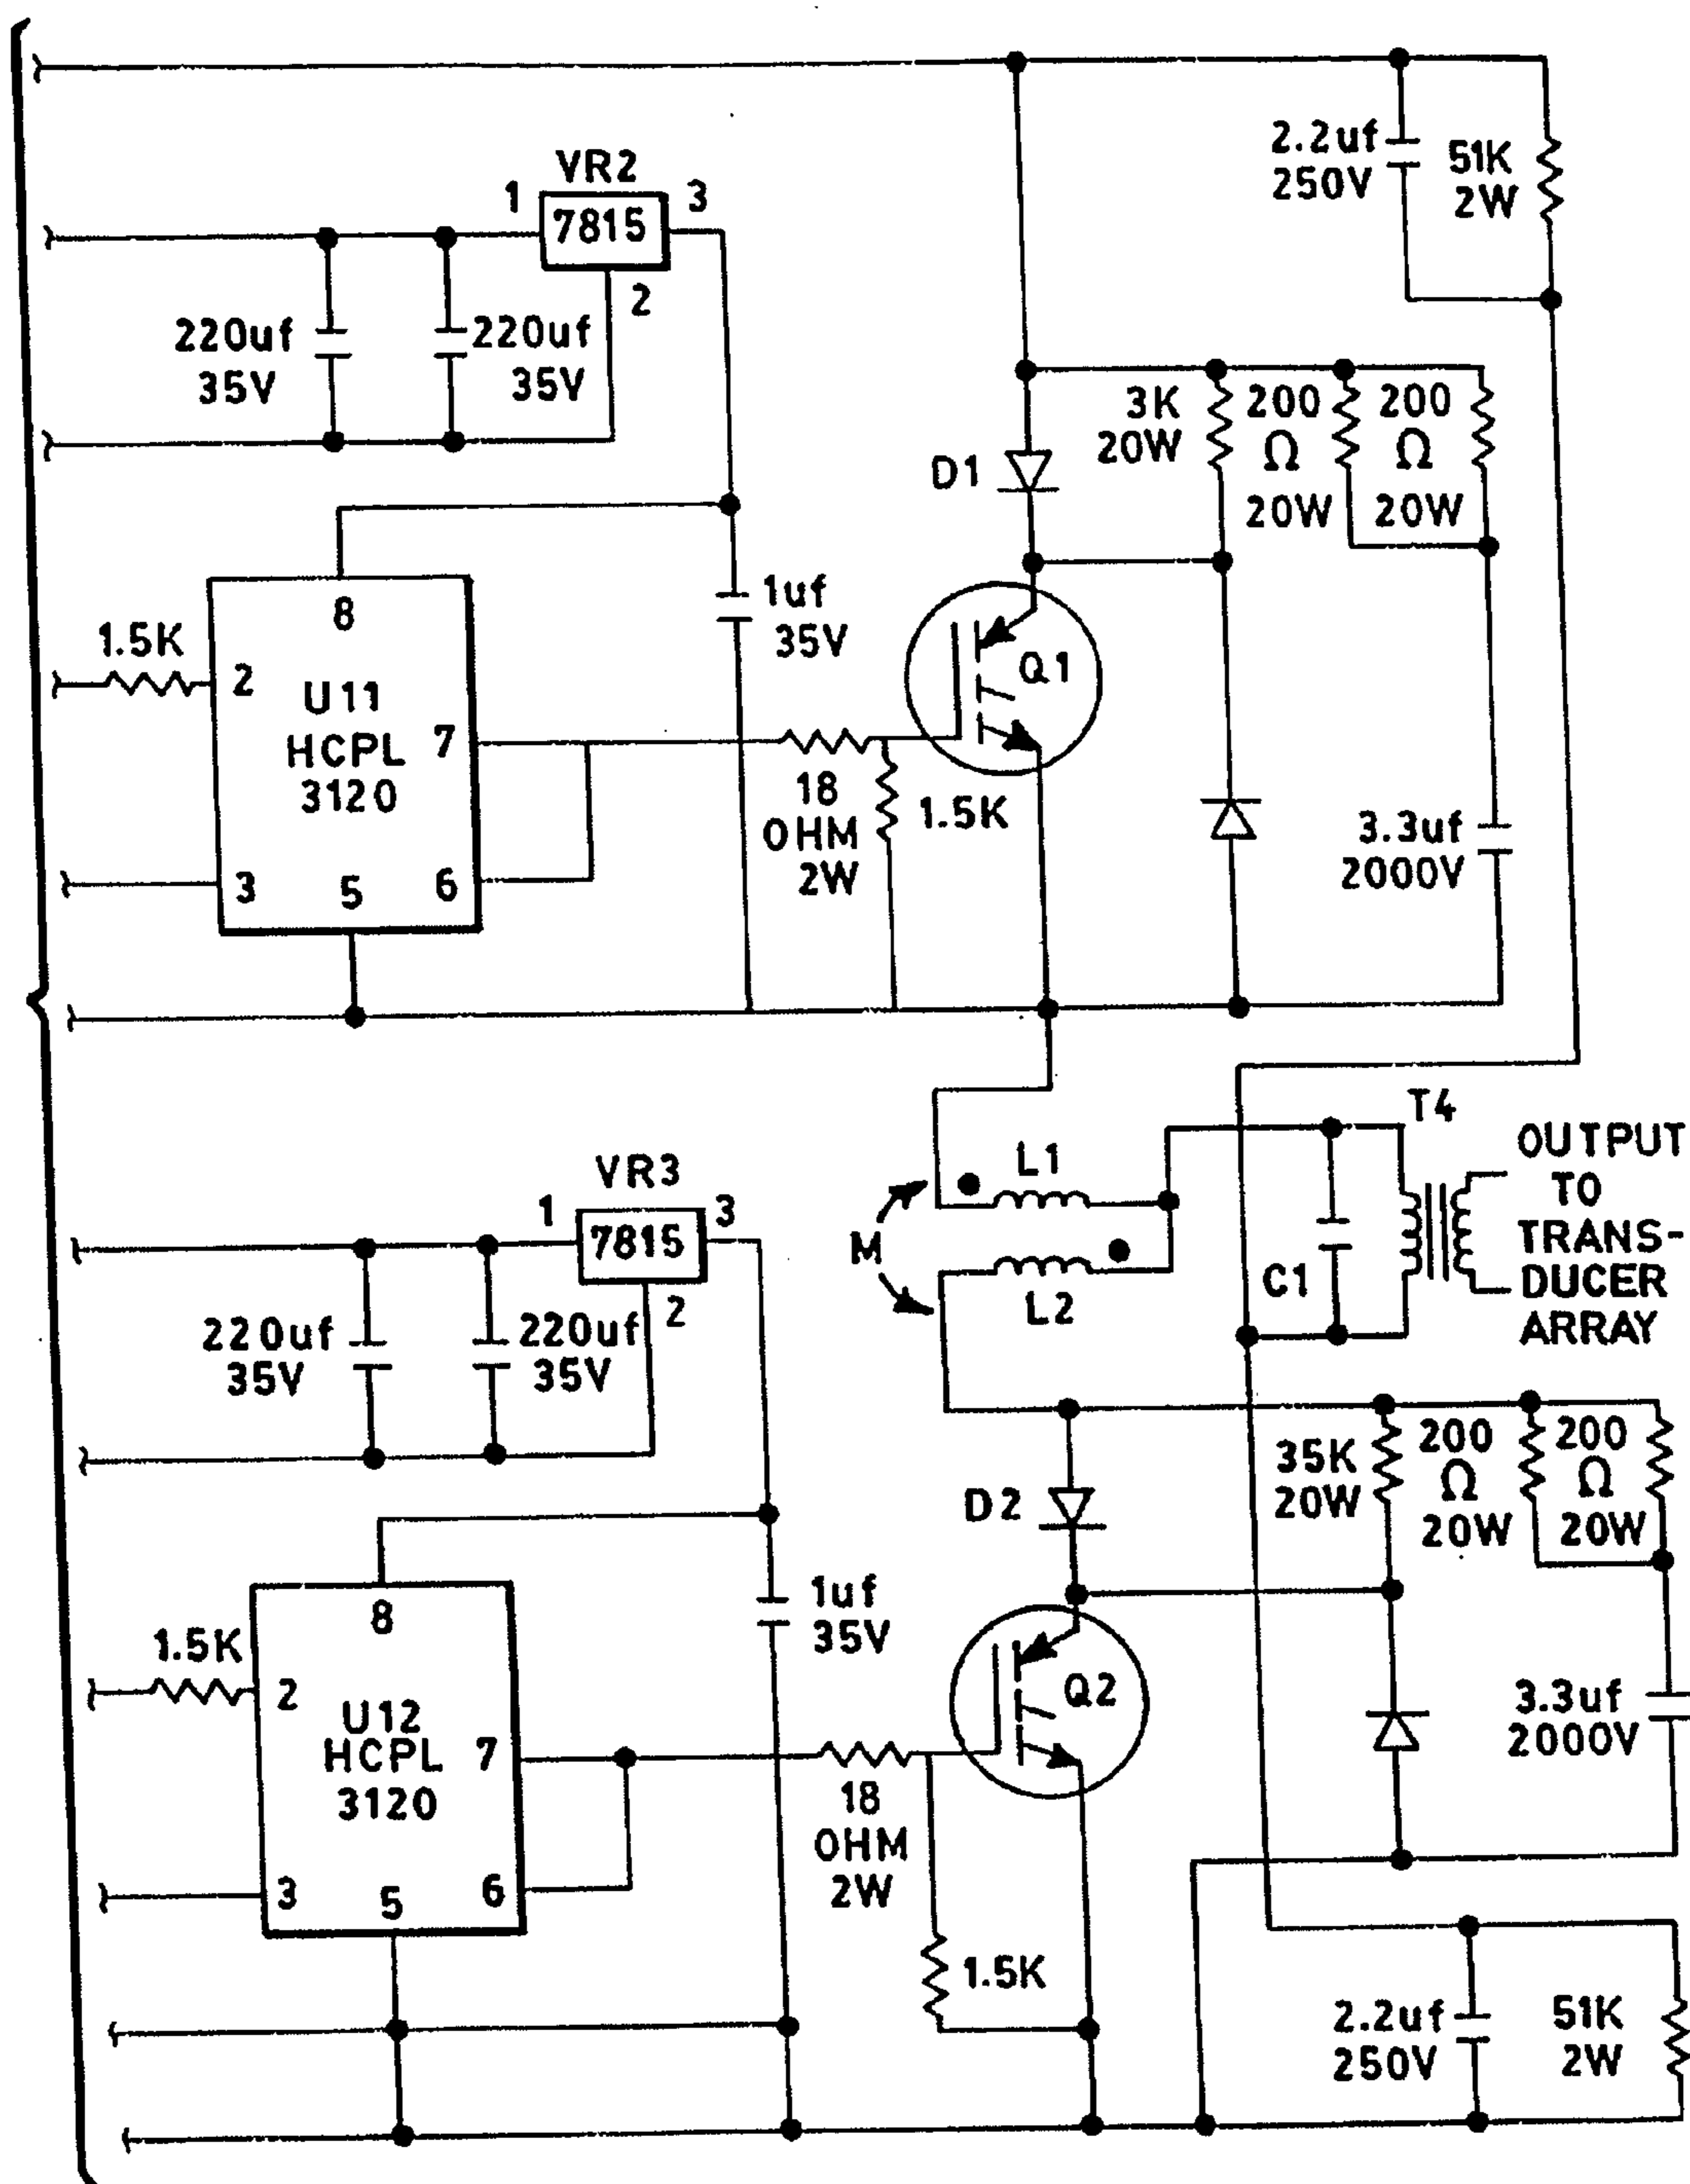 2.2uf
250V
51K
2W
VR2
1
7815
3
2
220uf
35V
220uf
35V
3K
20W
200
Ω
20W
200
Ω
20W
D1
1uf
35V
1.5K
8
2
U11
HCPL
3120
7
3
5
6
Q1
18
OHM
2W
1.5K
3.3uf
2000V
T4
OUTPUT
TO
TRANS-
DUCER
ARRAY
L1
M
L2
C1
VR3
1
7815
3
2
220uf
35V
220uf
35V
35K
20W
200
Ω
20W
200
Ω
20W
D2
1uf
35V
1.5K
8
2
U12
HCPL
3120
7
3
5
6
Q2
18
OHM
2W
1.5K
3.3uf
2000V
2.2uf
250V
51K
2W